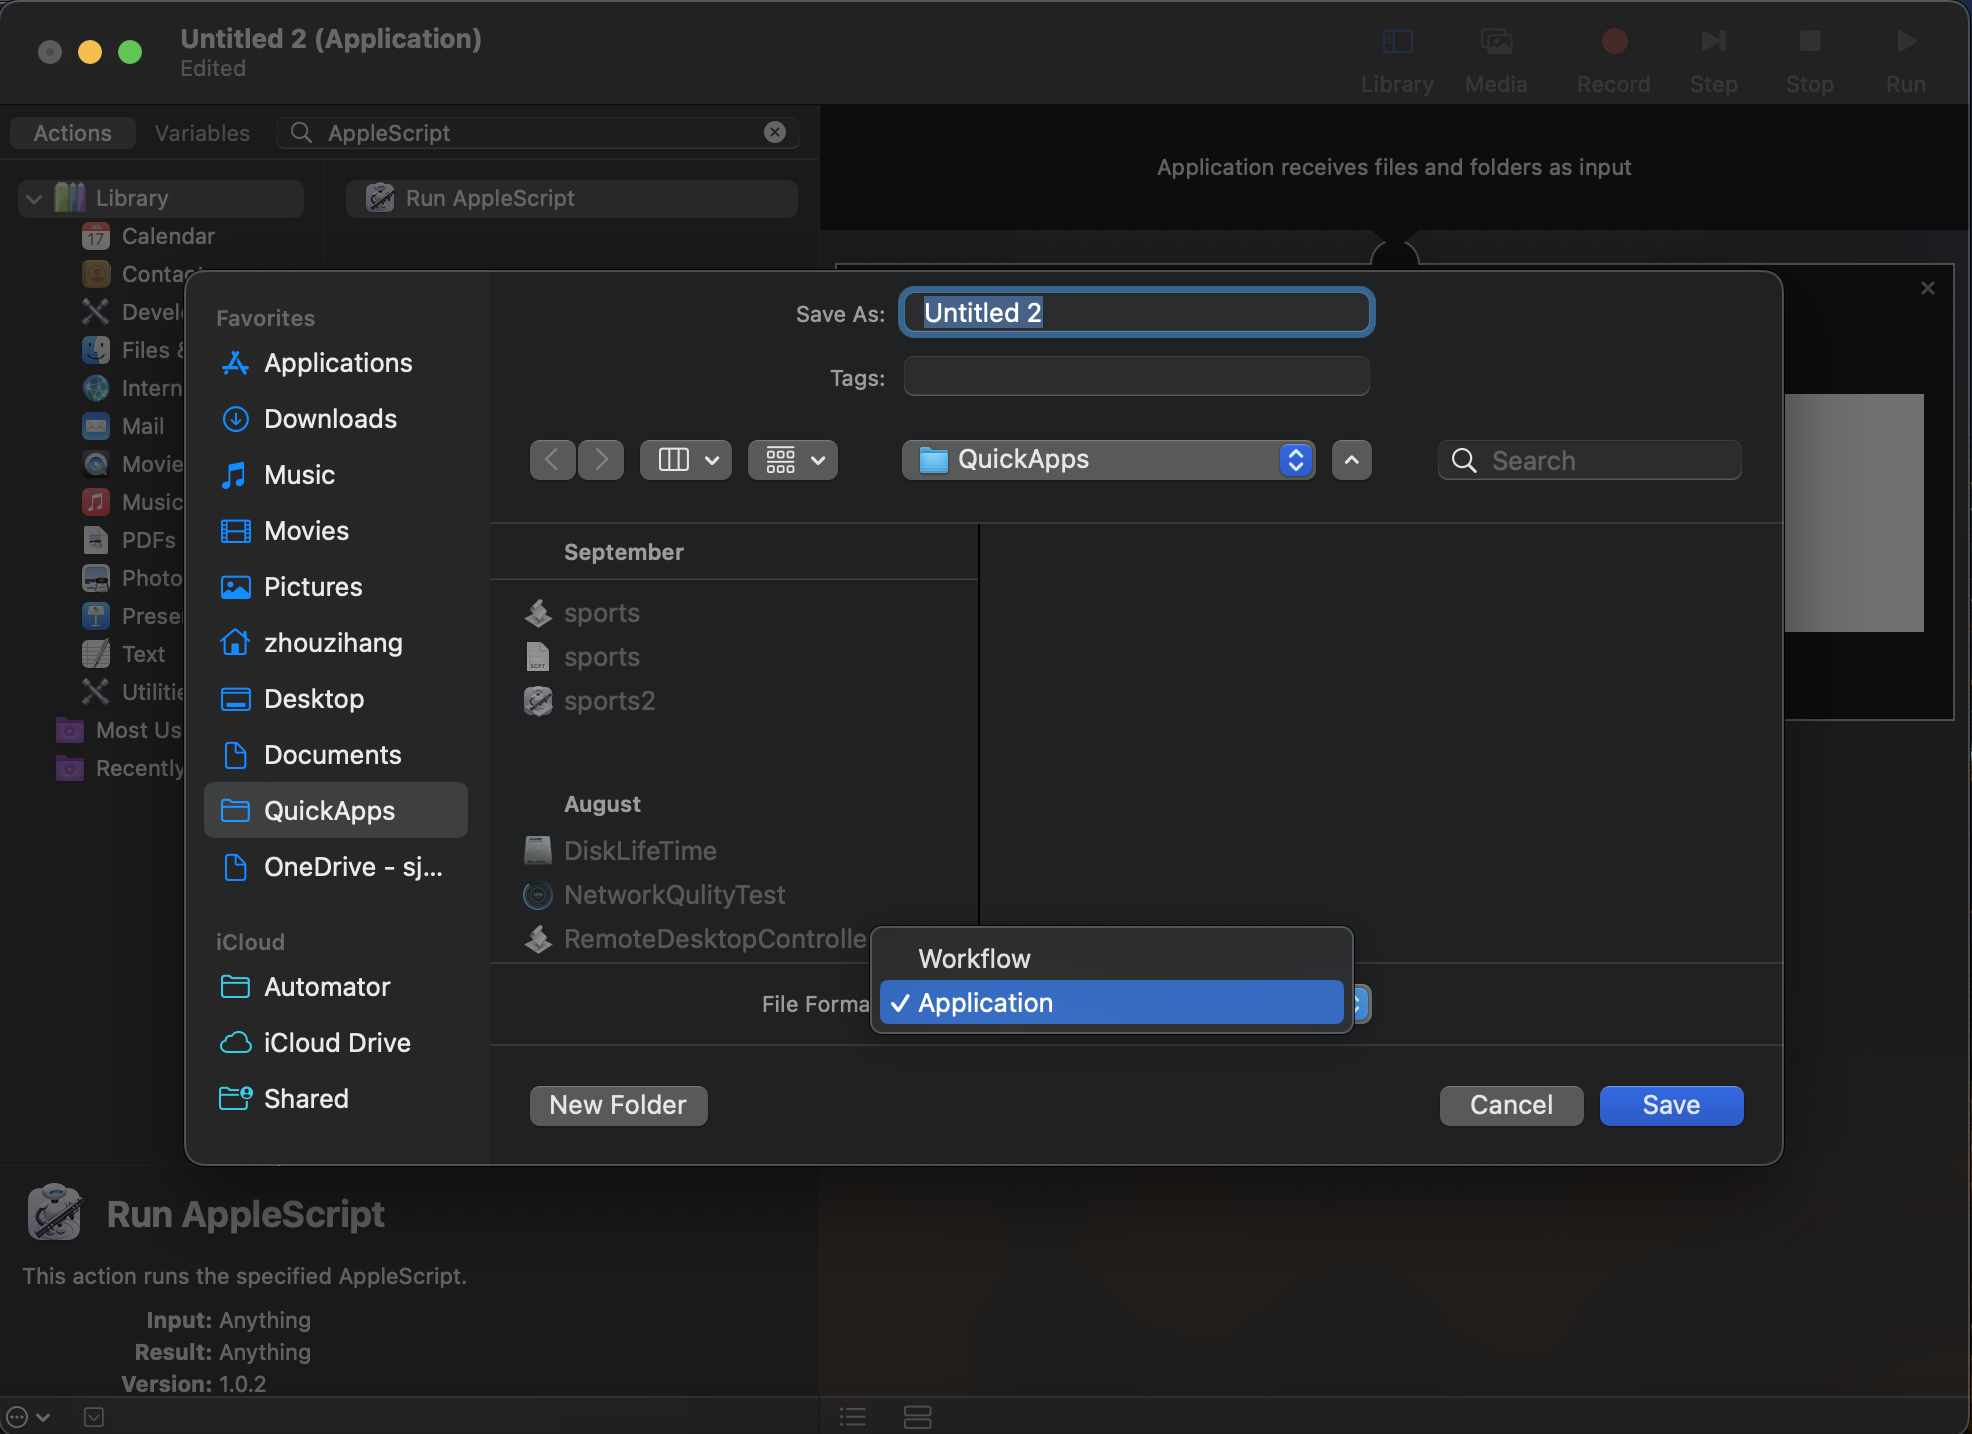 Untitled 2 (Application)
Edited
Library
Media
Record
Step
Stop
Run
Actions
Variables
AppleScript
Application receives files and folders as input
Library
Calendar
Contac
Devel
Files &
Intern
Mail
Movie
Music
PDFs
Photo
Preser
Text
Utilitie
Most Us
Recently
JUL
17
Run AppleScript
Favorites
Applications
Downloads
Music
Movies
Pictures
zhouzihang
Desktop
Documents
QuickApps
OneDrive - sj...
iCloud
Automator
iCloud Drive
Shared
Save As:
Untitled 2
Tags:
QuickApps
Search
September
sports
SCPT
sports
sports2
August
DiskLifeTime
NetworkQulityTest
RemoteDesktopControlle
File Forma
Workflow
✓ Application
New Folder
Cancel
Save
Run AppleScript
This action runs the specified AppleScript.
Input: Anything
Result: Anything
Version: 1.0.2